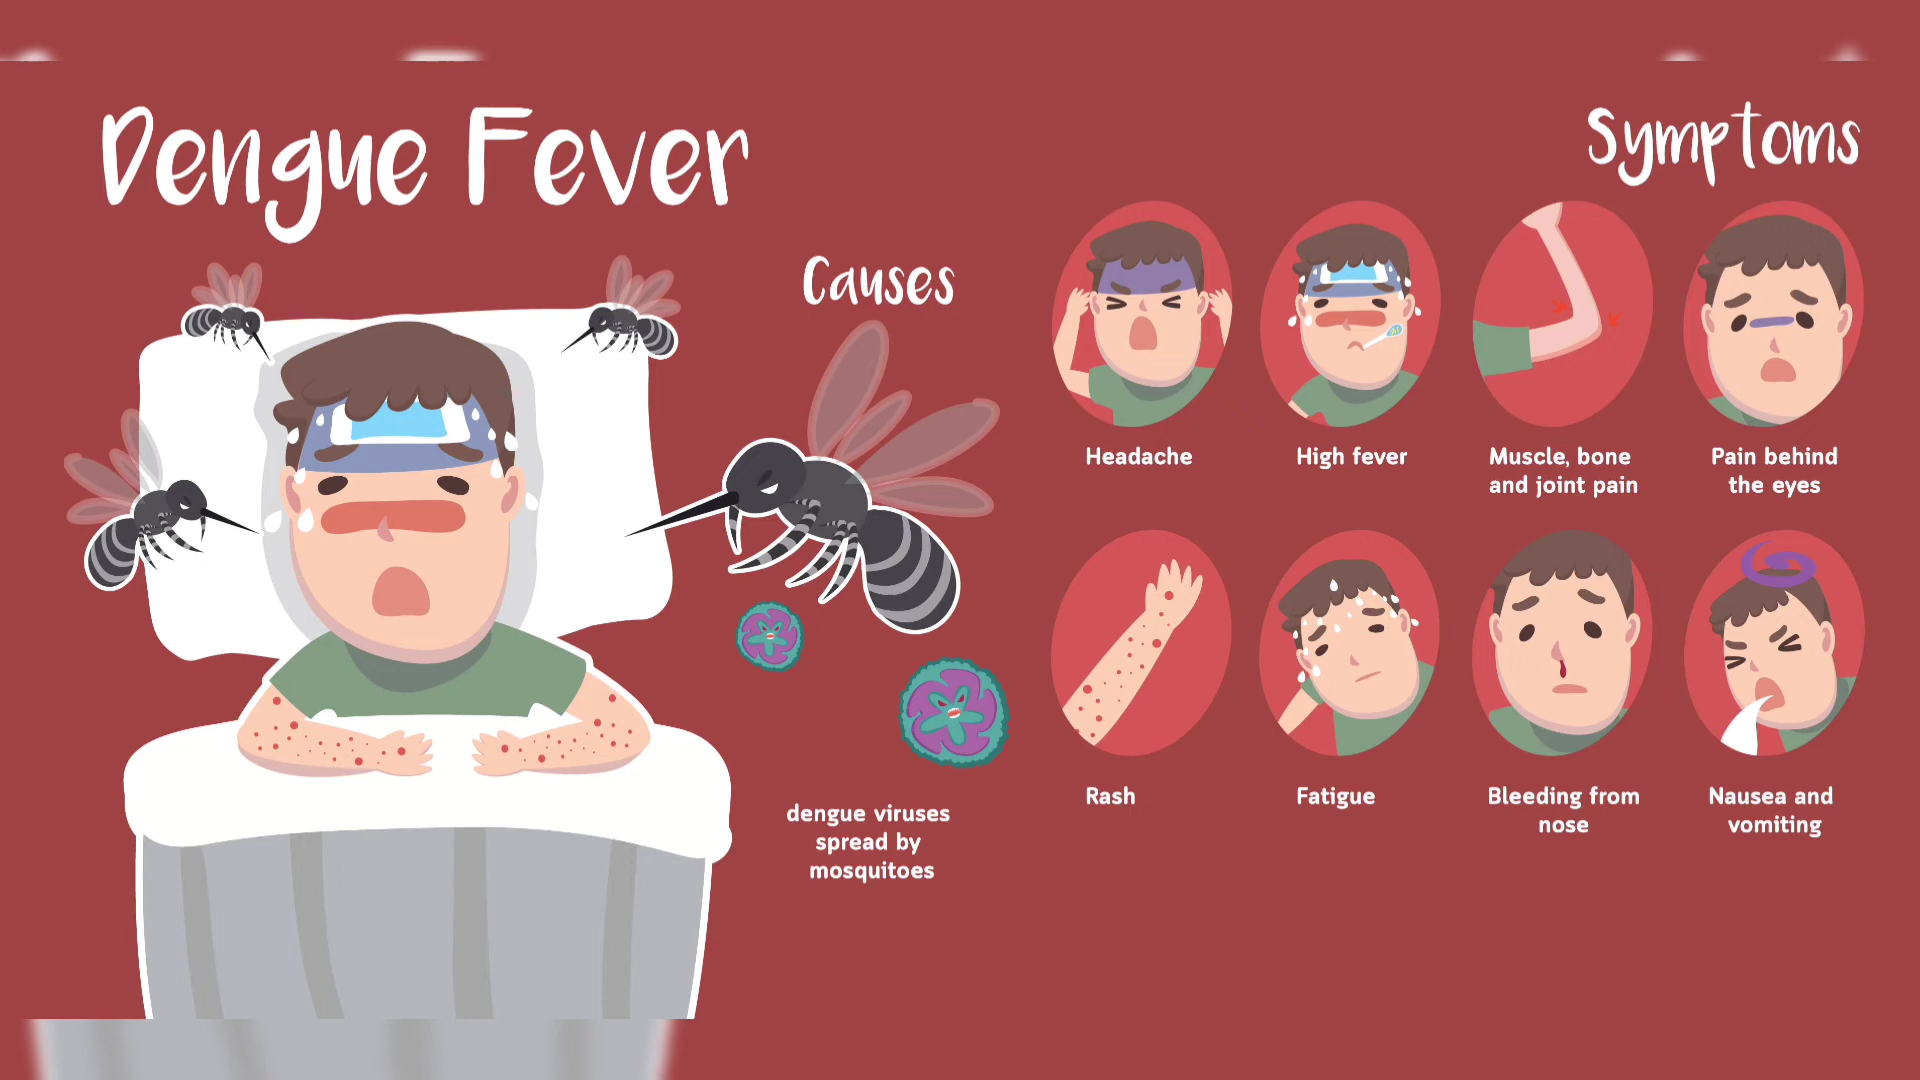 Dengue Fever
Causes
dengue viruses
spread by
mosquitoes
Symptoms
Headache
High fever
Muscle, bone
and joint pain
Pain behind
the eyes
Rash
Fatigue
Bleeding from
nose
Nausea and
vomiting